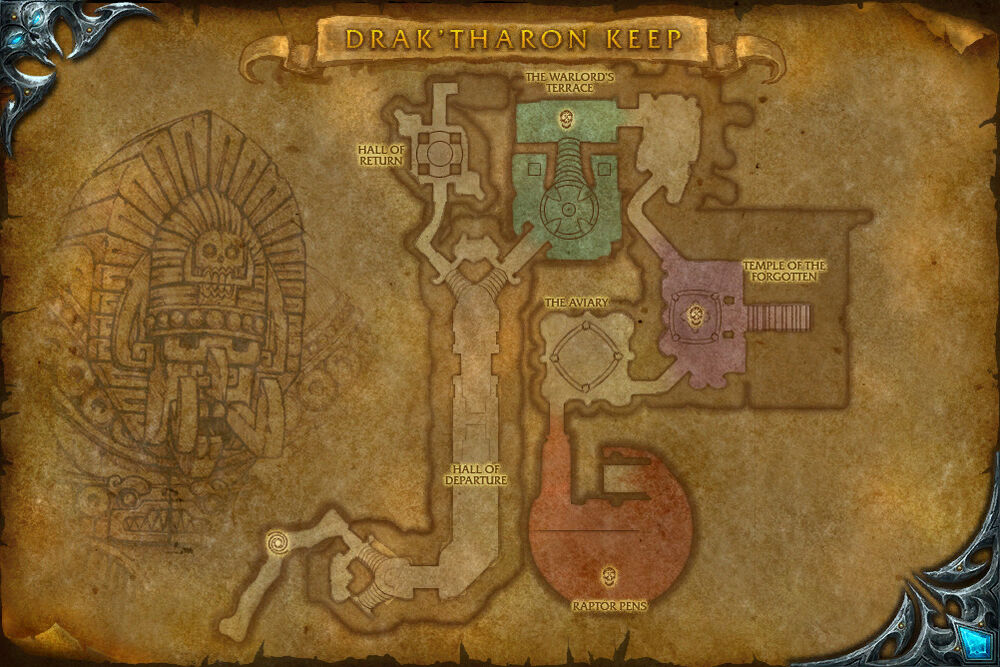 DRAK'THARON KEEP
THE WARLORD'S
TERRACE
HALL OF
RETURN
TEMPLE OF THE
FORGOTTEN
THE AVIARY
HALL OF
DEPARTURE
RAPTOR PENS